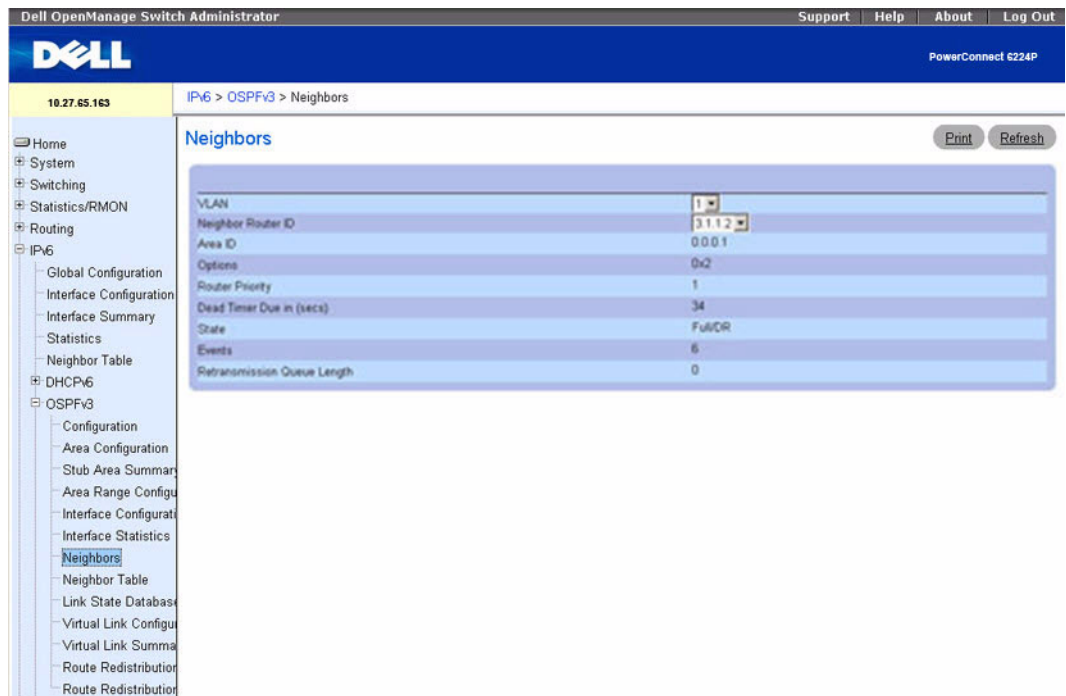 Dell OpenManage Switch Administrator
Support Help About Log Out
DELL
PowerConnect 6224P
10.27.65.163
IPv6 > OSPFv3 > Neighbors
Home
System
Switching
Statistics/RMON
Routing
IPv6
Global Configuration
Interface Configuration
Interface Summary
Statistics
Neighbor Table
DHCPv6
OSPFv3
Configuration
Area Configuration
Stub Area Summary
Area Range Configu
Interface Configurati
Interface Statistics
Neighbors
Neighbor Table
Link State Databas
Virtual Link Configu
Virtual Link Summa
Route Redistribution
Route Redistribution
Neighbors
Print Refresh
VLAN 1
Neighbor Router ID 3.1.1.2
Area ID 0.0.0.1
Options 0x2
Router Priority 1
Dead Timer Due in (secs) 34
State Full/DR
Events 6
Retransmission Queue Length 0